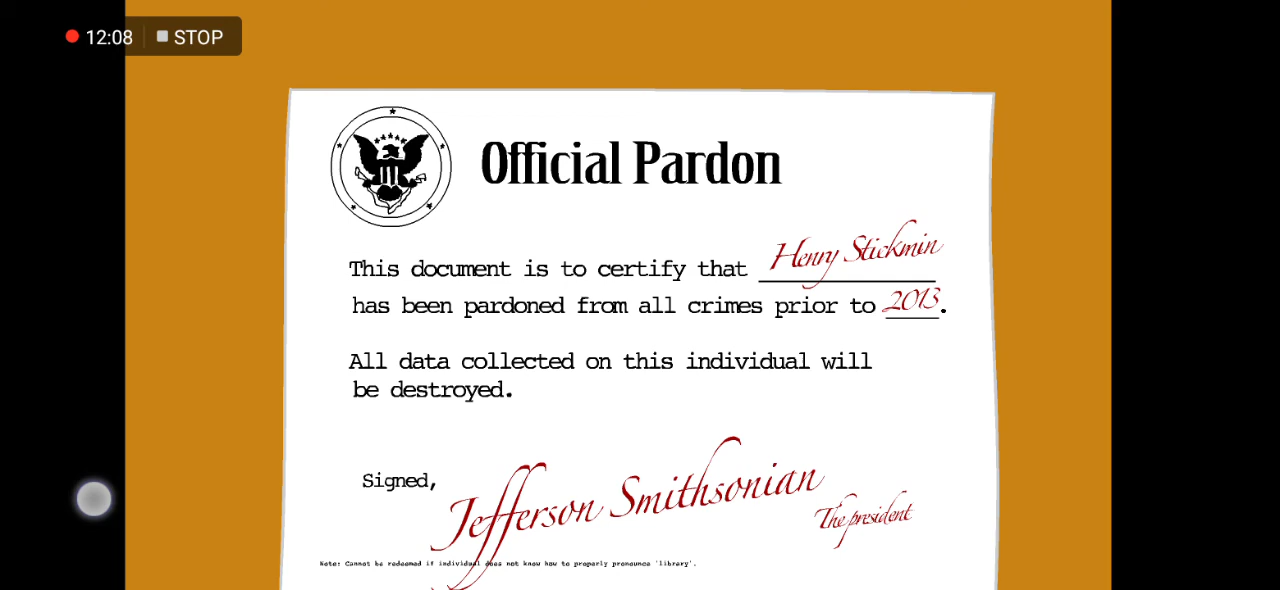 12:08 STOP
Official Pardon
This document is to certify that Henry Stickmin
has been pardoned from all crimes prior to 2013.
All data collected on this individual will
be destroyed.
Signed, Jefferson Smithsonian
The president
Note: Cannot be redeemed if individual does not know how to properly pronounce 'library'.